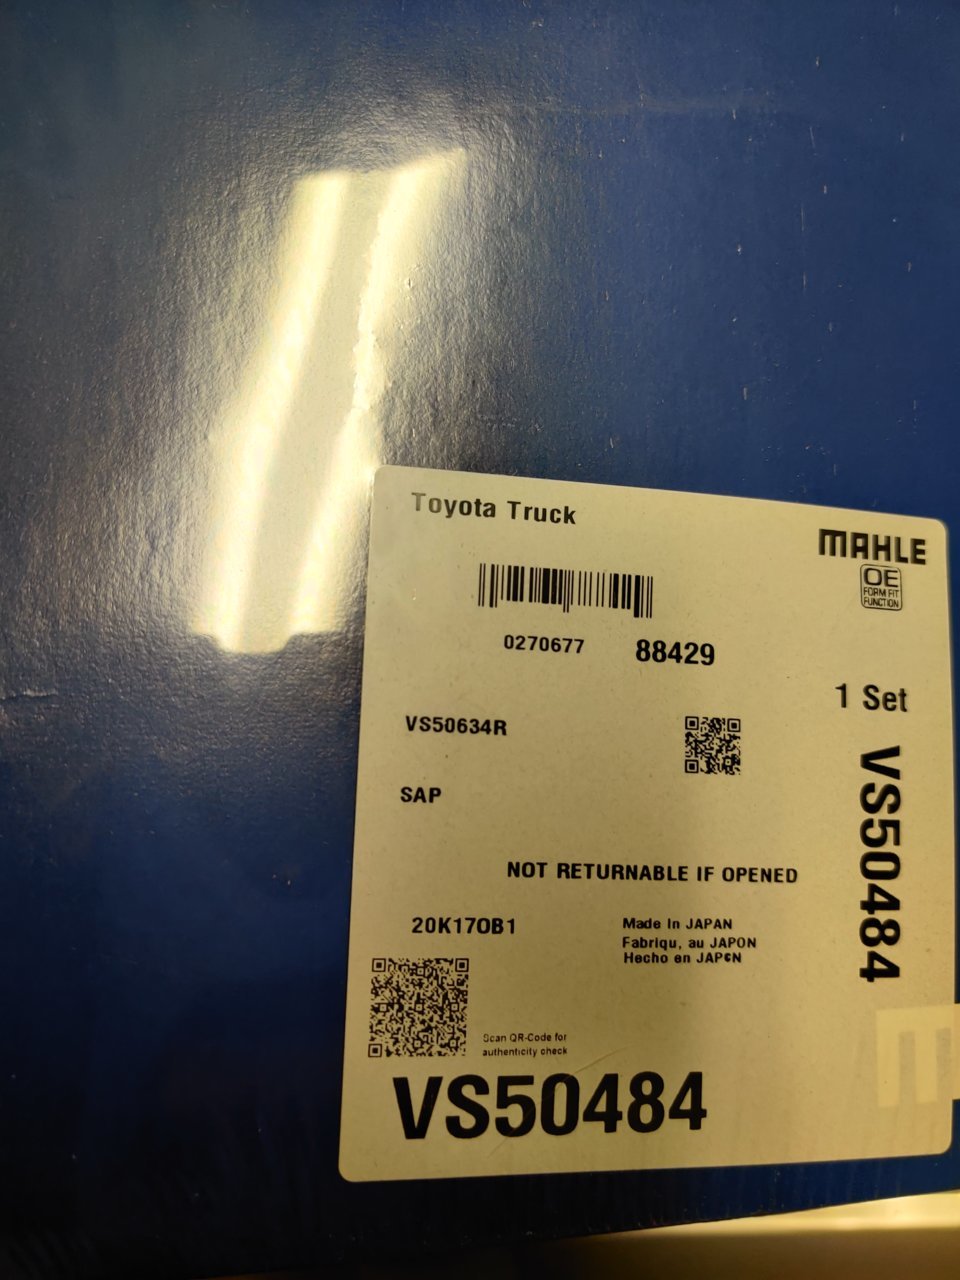 Toyota Truck
MAHLE
OE
FORM FIT
FUNCTION
0270677
88429
1 Set
VS50634R
SAP
VS50484
NOT RETURNABLE IF OPENED
20K170B1
Made In JAPAN
Fabriqu, au JAPON
Hecho en JAP¢N
Scan QR-Code for
authenticity check
VS50484